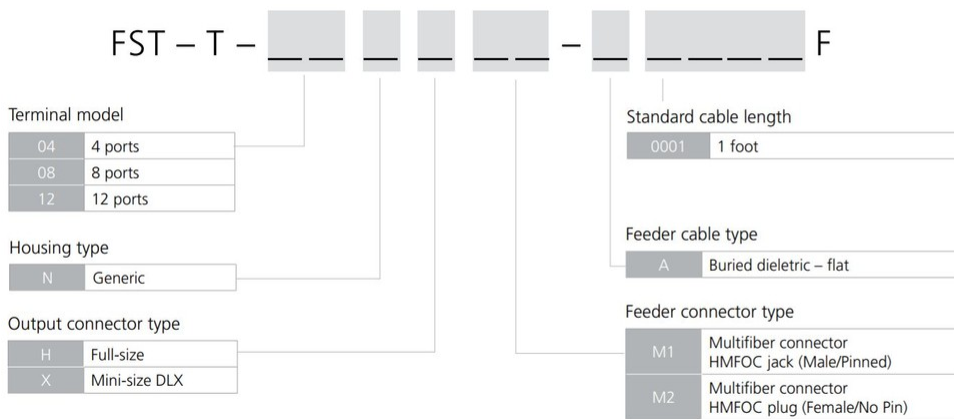 FST – T – __ __ __ __ __ __ – __ __ __ __ __ F
Terminal model
04 4 ports
08 8 ports
12 12 ports
Housing type
N Generic
Output connector type
H Full-size
X Mini-size DLX
Standard cable length
0001 1 foot
Feeder cable type
A Buried dieletric – flat
Feeder connector type
M1 Multifiber connector
HMFOC jack (Male/Pinned)
M2 Multifiber connector
HMFOC plug (Female/No Pin)